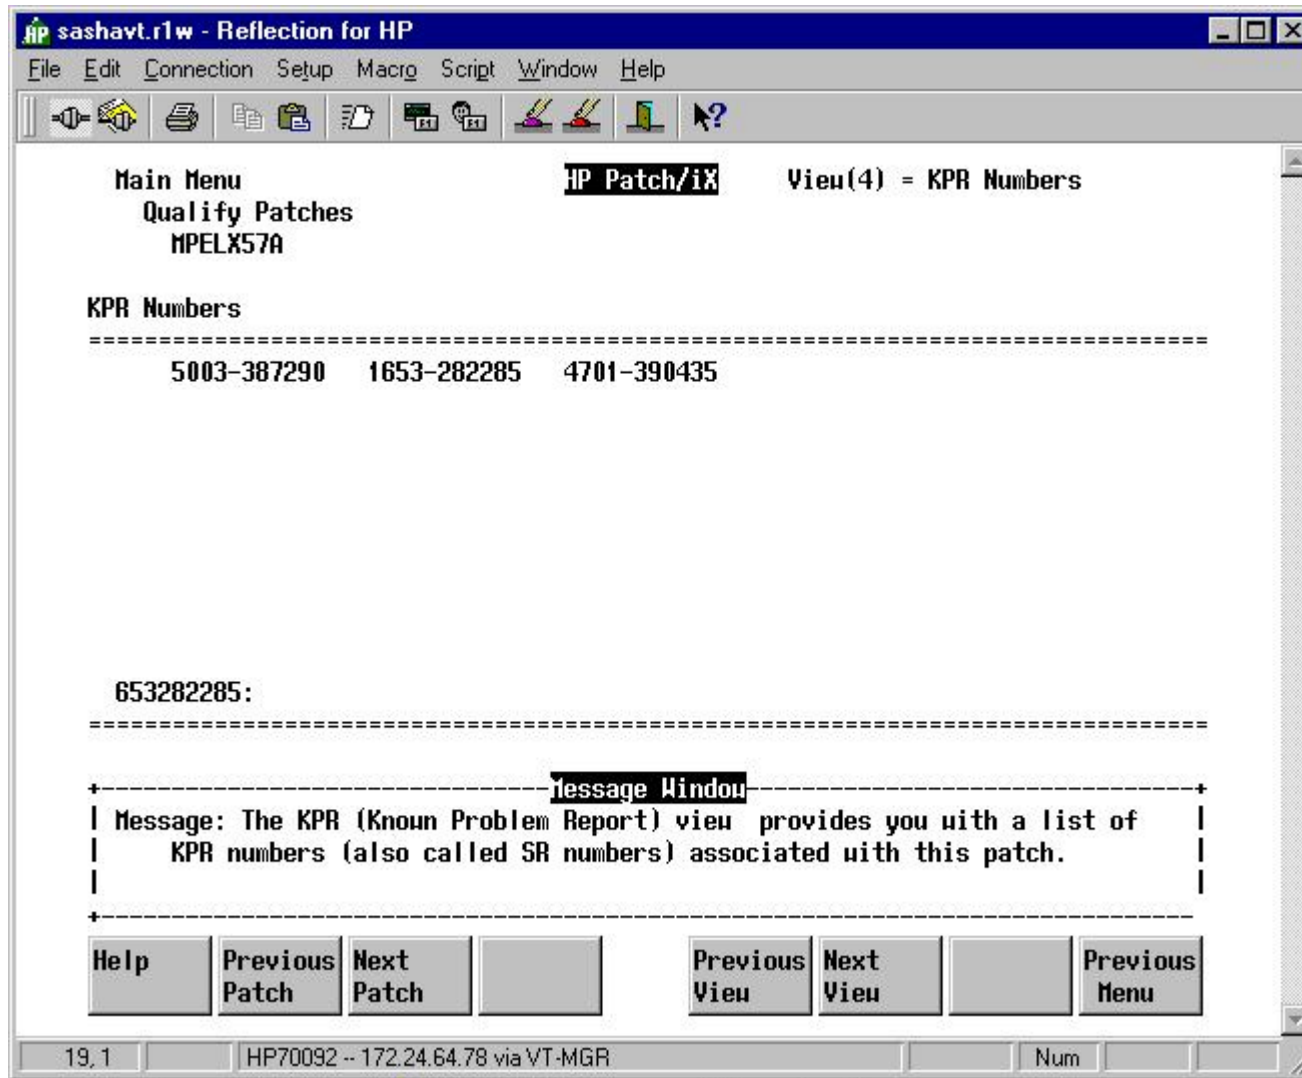 sashavt.r1w - Reflection for HP
File Edit Connection Setup Macro Script Window Help
Main Menu HP Patch/iX View(4) = KPR Numbers
Qualify Patches
MPELX57A
KPR Numbers
================================================================================
5003-387290 1653-282285 4701-390435
653282285:
================================================================================
Message Window
Message: The KPR (Known Problem Report) view provides you with a list of
KPR numbers (also called SR numbers) associated with this patch.
Help Previous Patch Next Patch Previous View Next View Previous Menu
19, 1 HP70092 -- 172.24.64.78 via VT-MGR Num